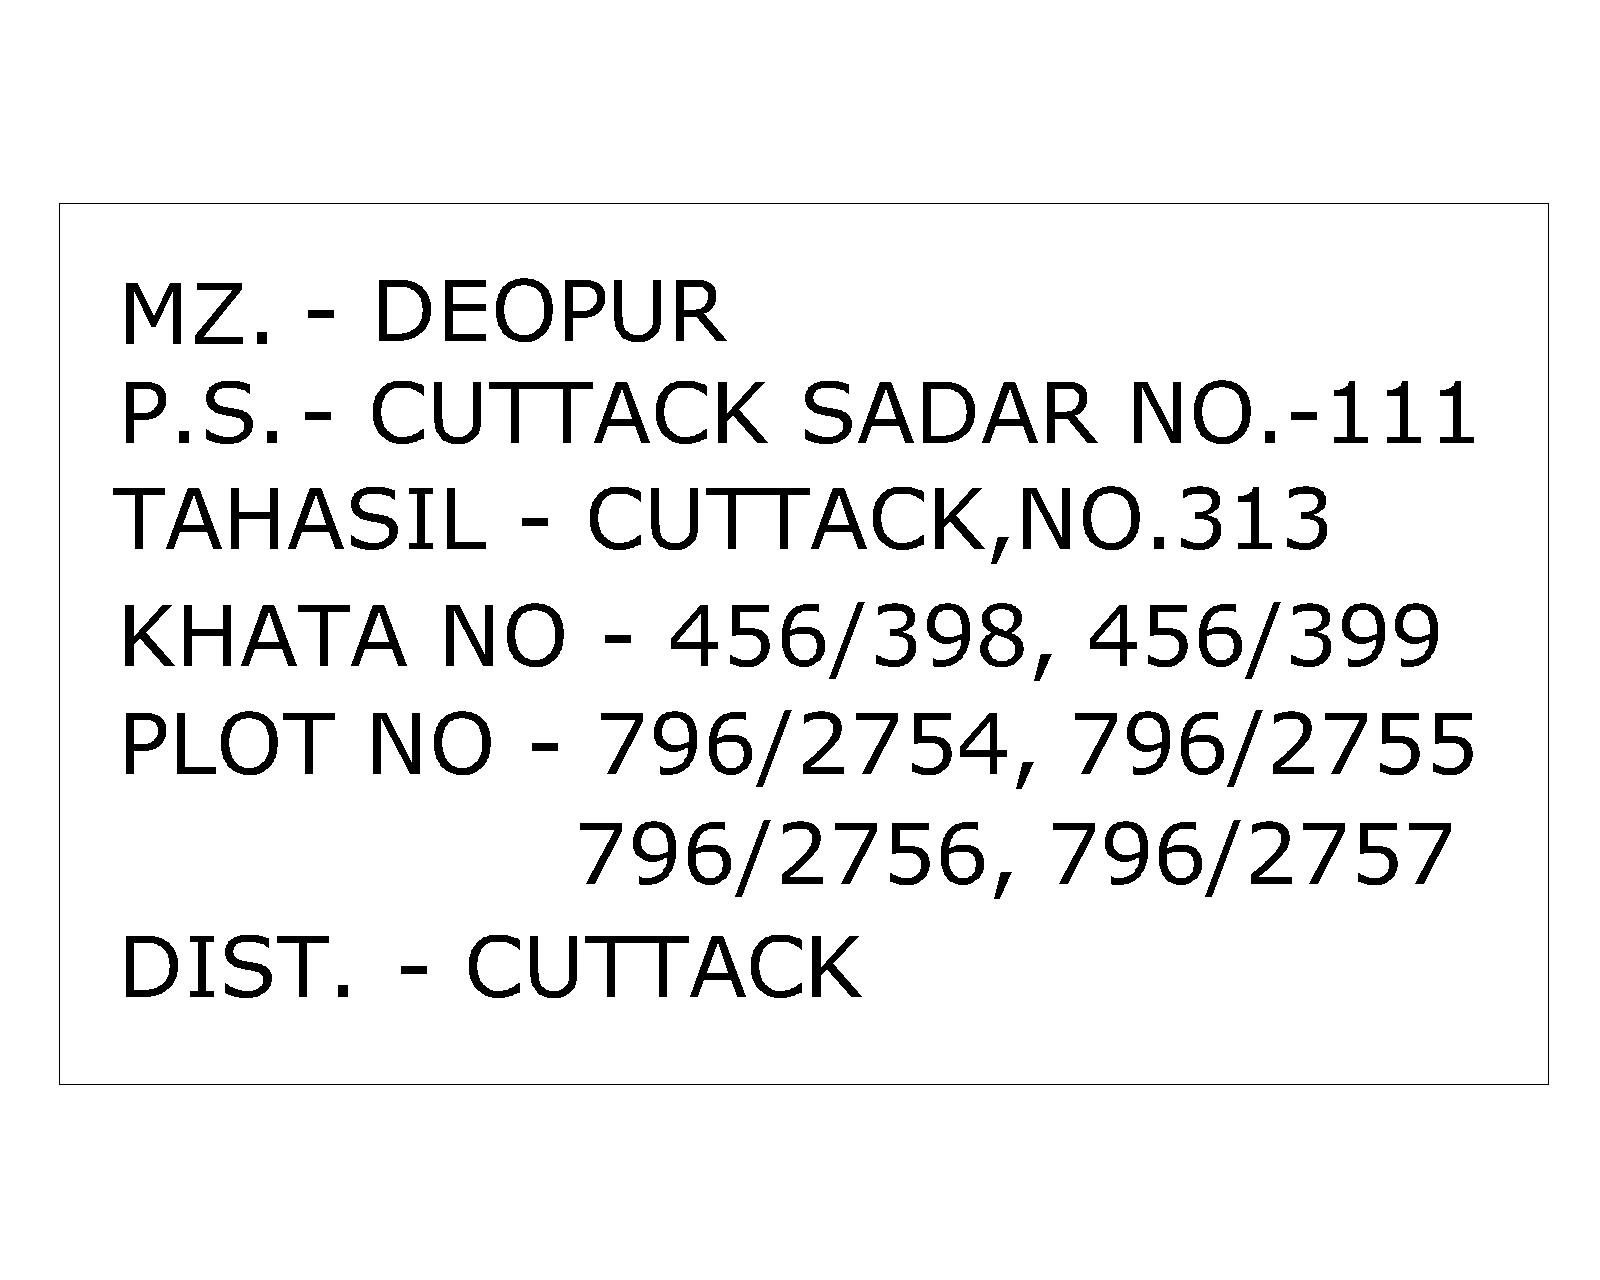 MZ. - DEOPUR
P.S.- CUTTACK SADAR NO.-111
TAHASIL - CUTTACK,NO.313
KHATA NO - 456/398, 456/399
PLOT NO - 796/2754, 796/2755
796/2756, 796/2757
DIST. - CUTTACK